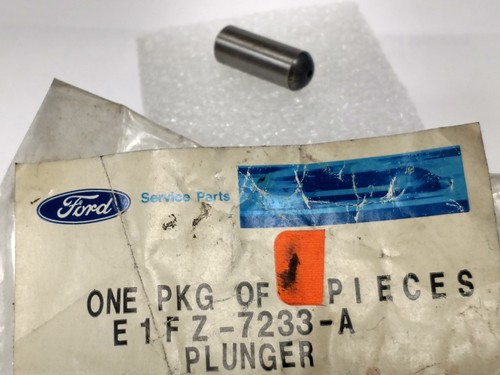 Ford Service Parts
ONE PKG OF PIECES
E1FZ-7233-A
PLUNGER